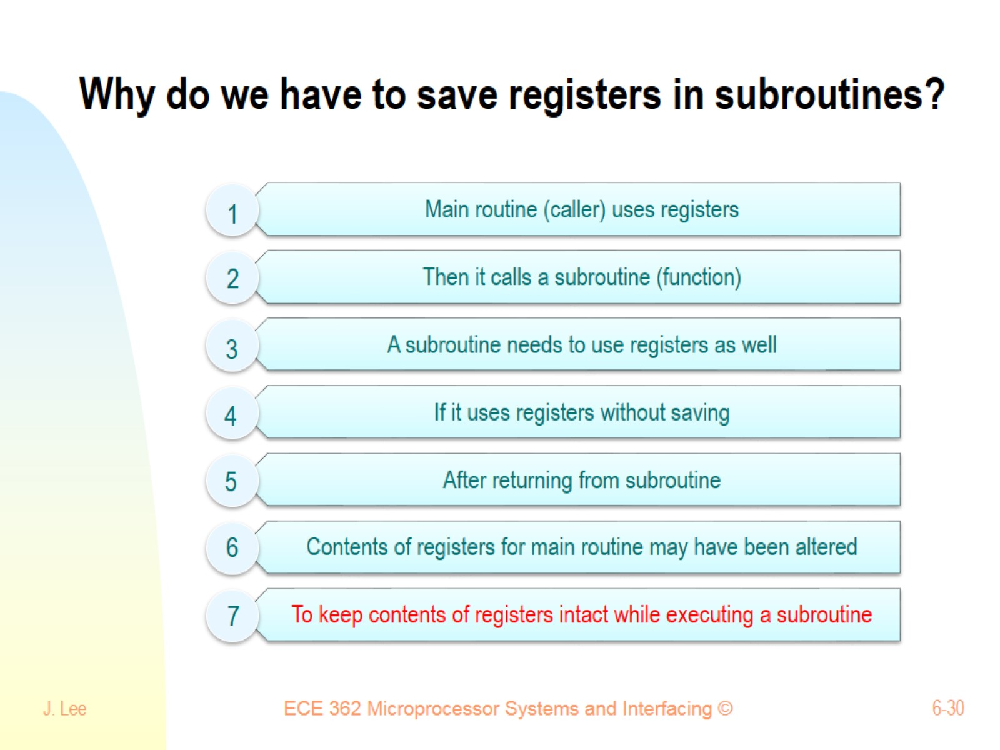 Why do we have to save registers in subroutines?
1 Main routine (caller) uses registers
2 Then it calls a subroutine (function)
3 A subroutine needs to use registers as well
4 If it uses registers without saving
5 After returning from subroutine
6 Contents of registers for main routine may have been altered
7 To keep contents of registers intact while executing a subroutine
J. Lee ECE 362 Microprocessor Systems and Interfacing © 6-30